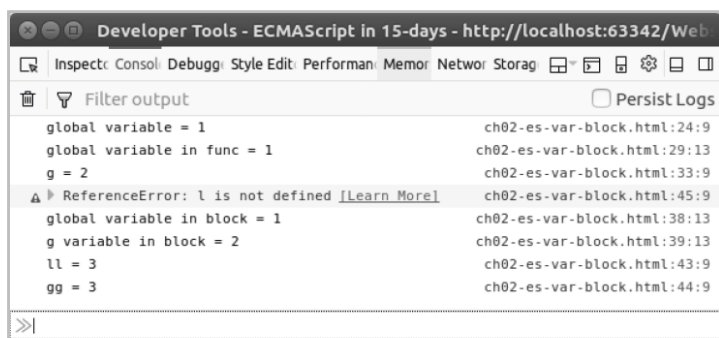 Developer Tools - ECMAScript in 15-days - http://localhost:63342/Webs
Inspecto Console Debugge Style Edito Performan Memor Networ Storag
Filter output Persist Logs
global variable = 1 ch02-es-var-block.html:24:9
global variable in func = 1 ch02-es-var-block.html:29:13
g = 2 ch02-es-var-block.html:33:9
ReferenceError: l is not defined [Learn More] ch02-es-var-block.html:45:9
global variable in block = 1 ch02-es-var-block.html:38:13
g variable in block = 2 ch02-es-var-block.html:39:13
ll = 3 ch02-es-var-block.html:43:9
gg = 3 ch02-es-var-block.html:44:9